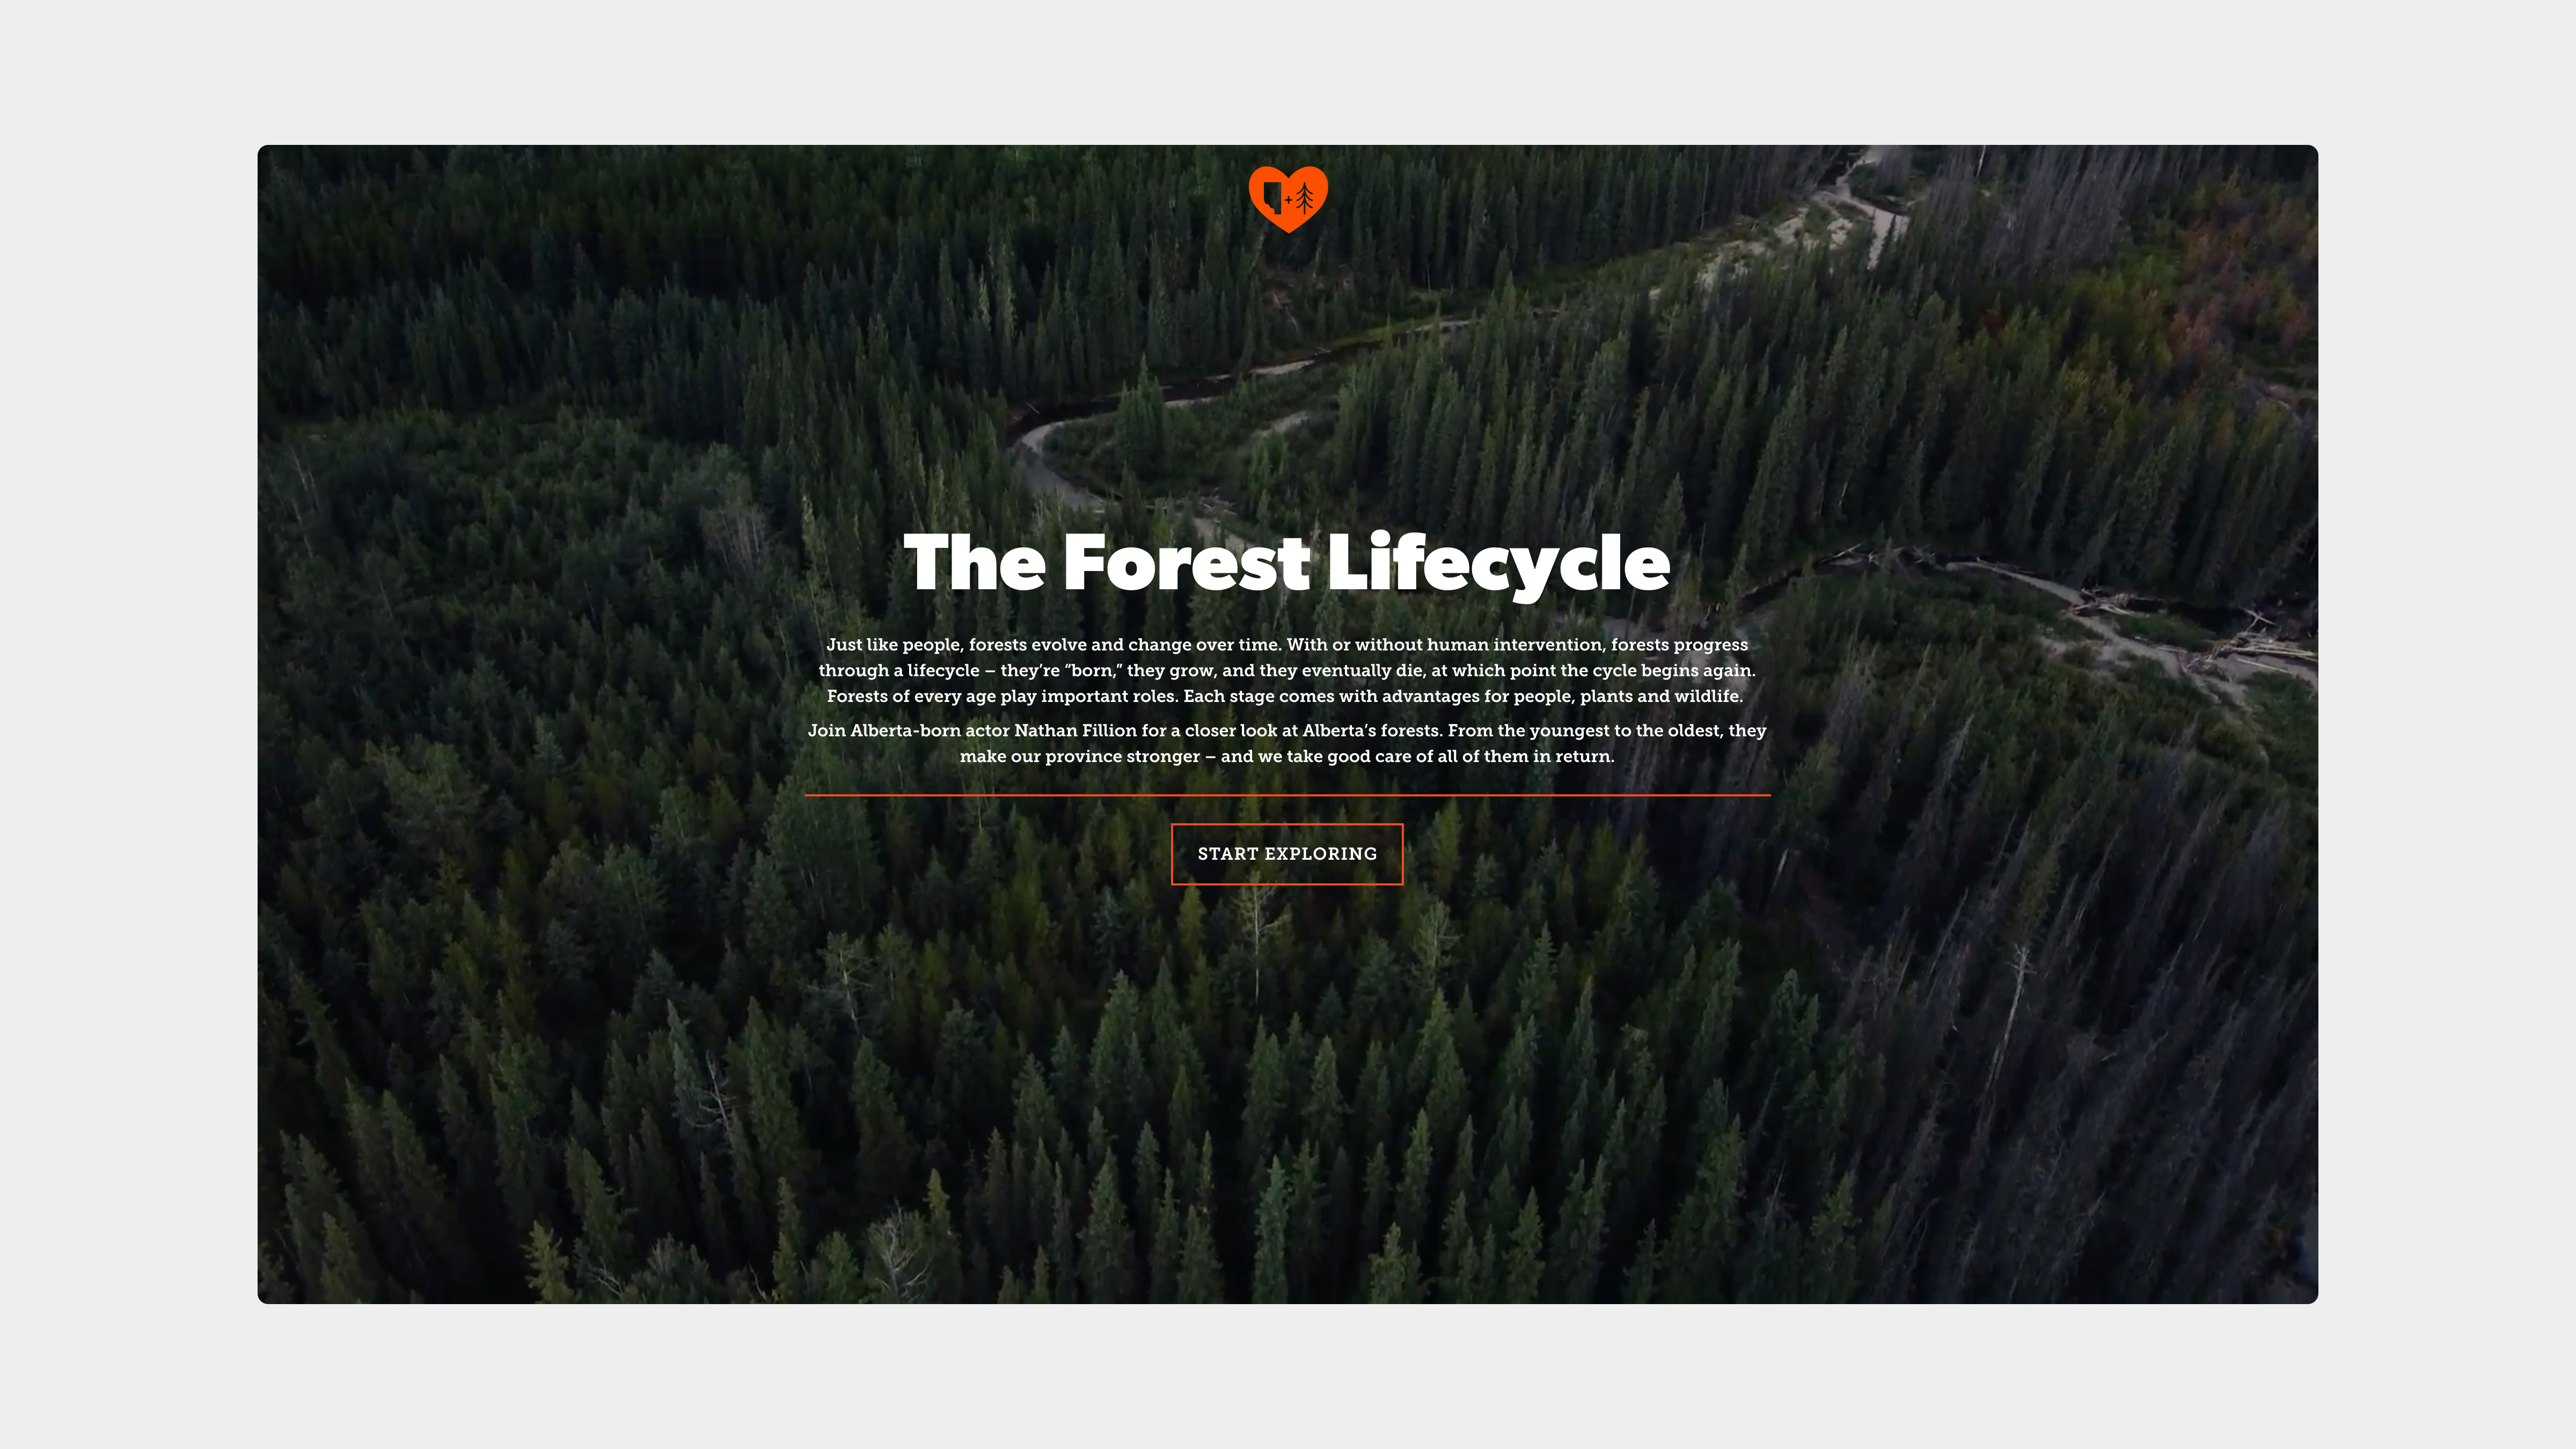 The Forest Lifecycle
Just like people, forests evolve and change over time. With or without human intervention, forests progress
through a lifecycle – they’re “born,” they grow, and they eventually die, at which point the cycle begins again.
Forests of every age play important roles. Each stage comes with advantages for people, plants and wildlife.
Join Alberta-born actor Nathan Fillion for a closer look at Alberta’s forests. From the youngest to the oldest, they
make our province stronger – and we take good care of all of them in return.
START EXPLORING